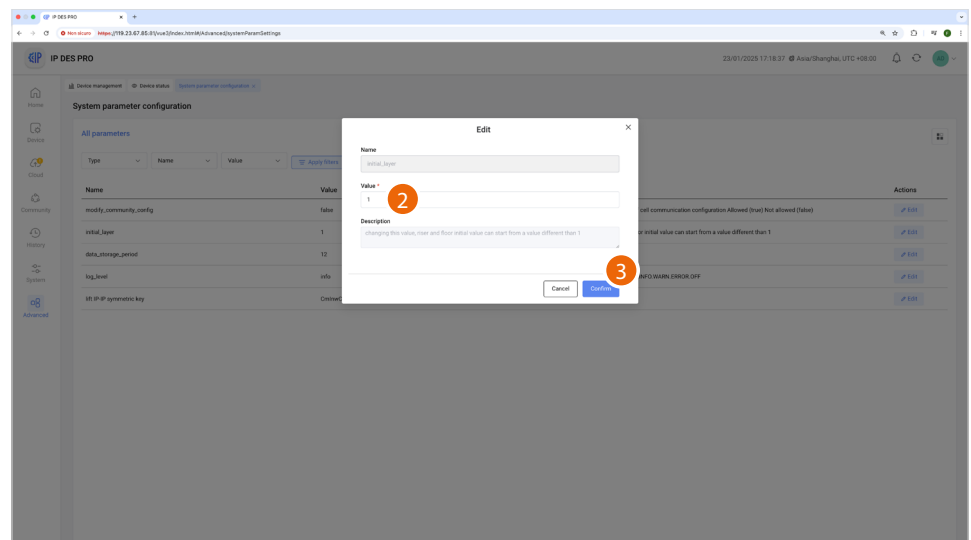 IP DES PRO
Not sicuro https://119.23.67.85:81/vue3/index.html#/Advanced/systemParamSettings
IP DES PRO
23/01/2025 17:18:37 Asia/Shanghai, UTC +08:00
Device management Device status System parameter configuration
Home
System parameter configuration
Device
All parameters
Type Name Value Apply filters
Cloud
Name Value Actions
Community
modify_community_config false cell communication configuration Allowed (true) Not allowed (false) Edit
History
initial_layer 1 or initial value can start from a value different than 1 Edit
data_storage_period 12 Edit
System
log_level info INFO.WARN.ERROR.OFF Edit
lift IP-IP symmetric key Edit
Advanced
Edit
Name
initial_layer
Value *
1
2
Description
changing this value, riser and floor initial value can start from a value different than 1
3
Cancel Confirm